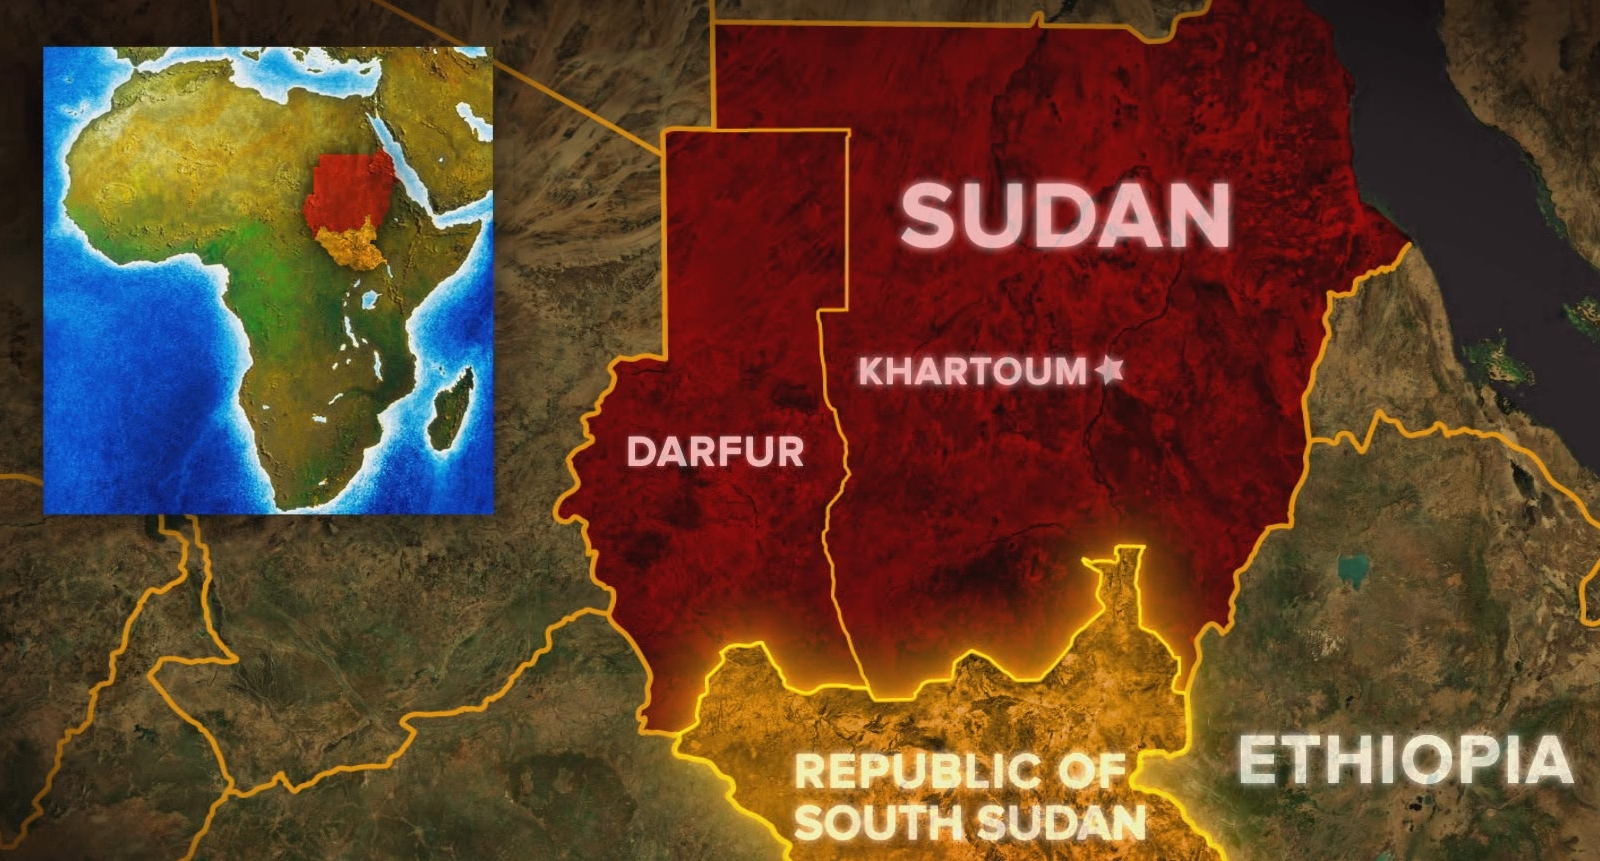 SUDAN
KHARTOUM
DARFUR
REPUBLIC OF
SOUTH SUDAN
ETHIOPIA